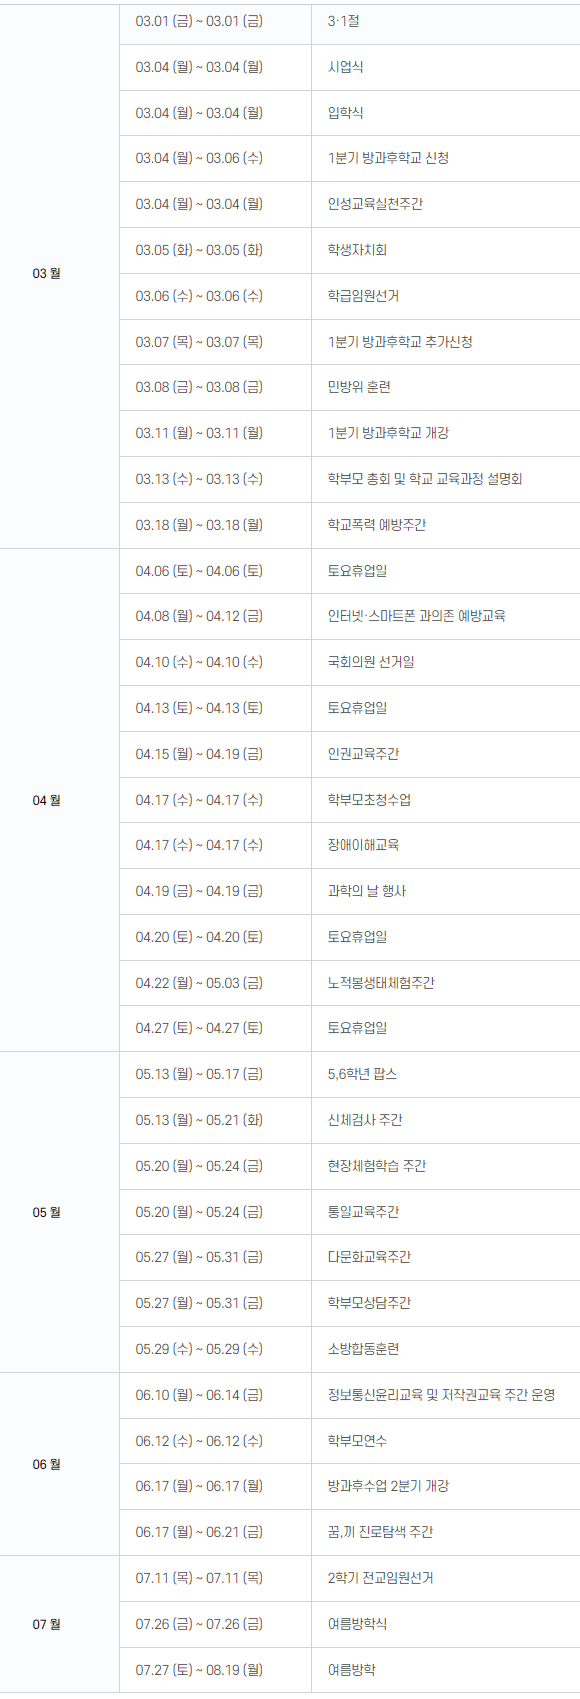 03.01 (금) ~ 03.01 (금) 3·1절
03.04 (월) ~ 03.04 (월) 시업식
03.04 (월) ~ 03.04 (월) 입학식
03.04 (월) ~ 03.06 (수) 1분기 방과후학교 신청
03.04 (월) ~ 03.04 (월) 인성교육실천주간
03.05 (화) ~ 03.05 (화) 학생자치회
03 월
03.06 (수) ~ 03.06 (수) 학급임원선거
03.07 (목) ~ 03.07 (목) 1분기 방과후학교 추가신청
03.08 (금) ~ 03.08 (금) 민방위 훈련
03.11 (월) ~ 03.11 (월) 1분기 방과후학교 개강
03.13 (수) ~ 03.13 (수) 학부모 총회 및 학교 교육과정 설명회
03.18 (월) ~ 03.18 (월) 학교폭력 예방주간
04.06 (토) ~ 04.06 (토) 토요휴업일
04.08 (월) ~ 04.12 (금) 인터넷·스마트폰 과의존 예방교육
04.10 (수) ~ 04.10 (수) 국회의원 선거일
04.13 (토) ~ 04.13 (토) 토요휴업일
04.15 (월) ~ 04.19 (금) 인권교육주간
04 월 04.17 (수) ~ 04.17 (수) 학부모초청수업
04.17 (수) ~ 04.17 (수) 장애이해교육
04.19 (금) ~ 04.19 (금) 과학의 날 행사
04.20 (토) ~ 04.20 (토) 토요휴업일
04.22 (월) ~ 05.03 (금) 노적봉생태체험주간
04.27 (토) ~ 04.27 (토) 토요휴업일
05.13 (월) ~ 05.17 (금) 5,6학년 팝스
05.13 (월) ~ 05.21 (화) 신체검사 주간
05.20 (월) ~ 05.24 (금) 현장체험학습 주간
05 월 05.20 (월) ~ 05.24 (금) 통일교육주간
05.27 (월) ~ 05.31 (금) 다문화교육주간
05.27 (월) ~ 05.31 (금) 학부모상담주간
05.29 (수) ~ 05.29 (수) 소방합동훈련
06.10 (월) ~ 06.14 (금) 정보통신윤리교육 및 저작권교육 주간 운영
06.12 (수) ~ 06.12 (수) 학부모연수
06 월
06.17 (월) ~ 06.17 (월) 방과후수업 2분기 개강
06.17 (월) ~ 06.21 (금) 꿈,끼 진로탐색 주간
07.11 (목) ~ 07.11 (목) 2학기 전교임원선거
07 월 07.26 (금) ~ 07.26 (금) 여름방학식
07.27 (토) ~ 08.19 (월) 여름방학